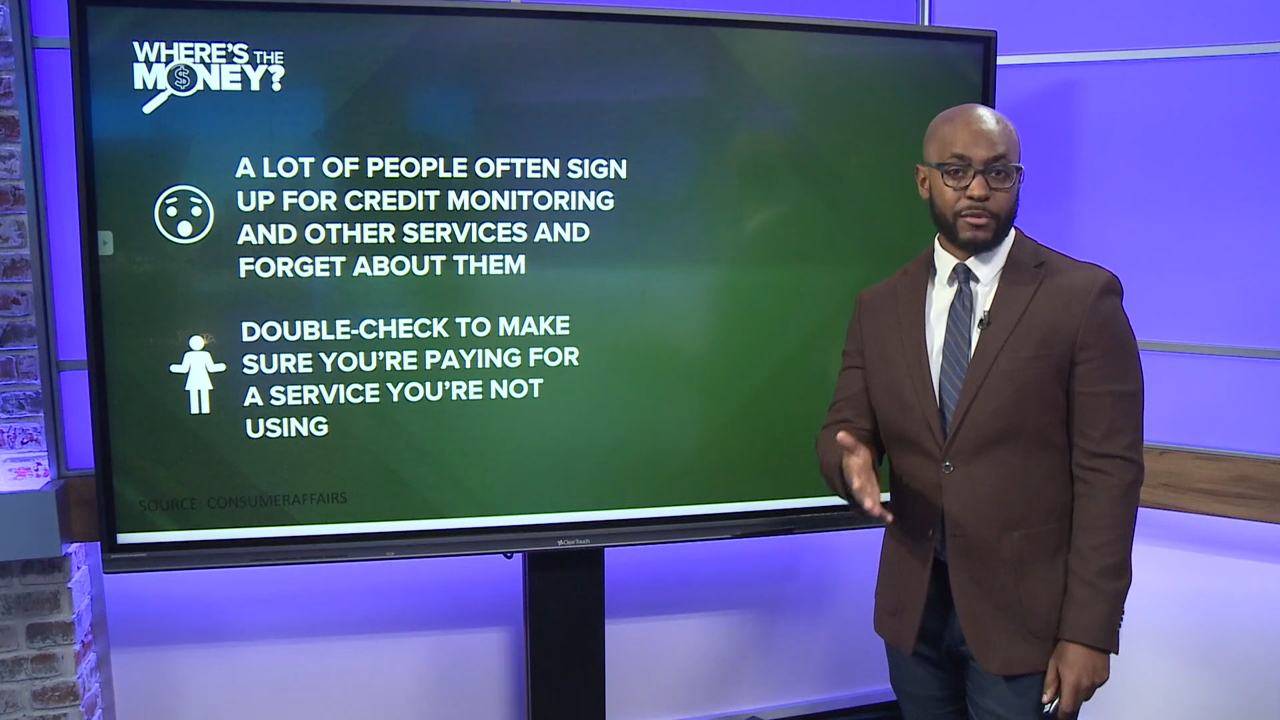 WHERE'S THE
MONEY?
A LOT OF PEOPLE OFTEN SIGN
UP FOR CREDIT MONITORING
AND OTHER SERVICES AND
FORGET ABOUT THEM
DOUBLE-CHECK TO MAKE
SURE YOU'RE PAYING FOR
A SERVICE YOU'RE NOT
USING
SOURCE: CONSUMERAFFAIRS
ClearTouch